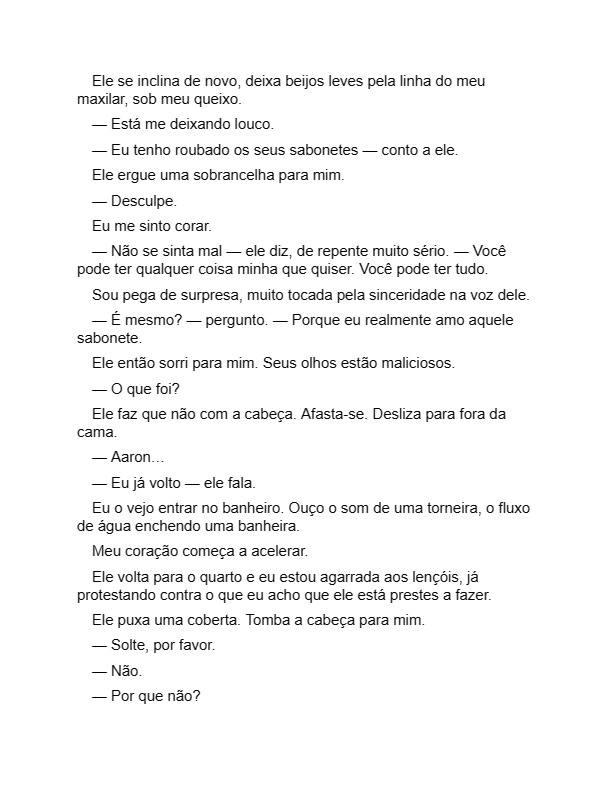 Ele se inclina de novo, deixa beijos leves pela linha do meu
maxilar, sob meu queixo.
— Está me deixando louco.
— Eu tenho roubado os seus sabonetes — conto a ele.
Ele ergue uma sobrancelha para mim.
— Desculpe.
Eu me sinto corar.
— Não se sinta mal — ele diz, de repente muito sério. — Você
pode ter qualquer coisa minha que quiser. Você pode ter tudo.
Sou pega de surpresa, muito tocada pela sinceridade na voz dele.
— É mesmo? — pergunto. — Porque eu realmente amo aquele
sabonete.
Ele então sorri para mim. Seus olhos estão maliciosos.
— O que foi?
Ele faz que não com a cabeça. Afasta-se. Desliza para fora da
cama.
— Aaron…
— Eu já volto — ele fala.
Eu o vejo entrar no banheiro. Ouço o som de uma torneira, o fluxo
de água enchendo uma banheira.
Meu coração começa a acelerar.
Ele volta para o quarto e eu estou agarrada aos lençóis, já
protestando contra o que eu acho que ele está prestes a fazer.
Ele puxa uma coberta. Tomba a cabeça para mim.
— Solte, por favor.
— Não.
— Por que não?